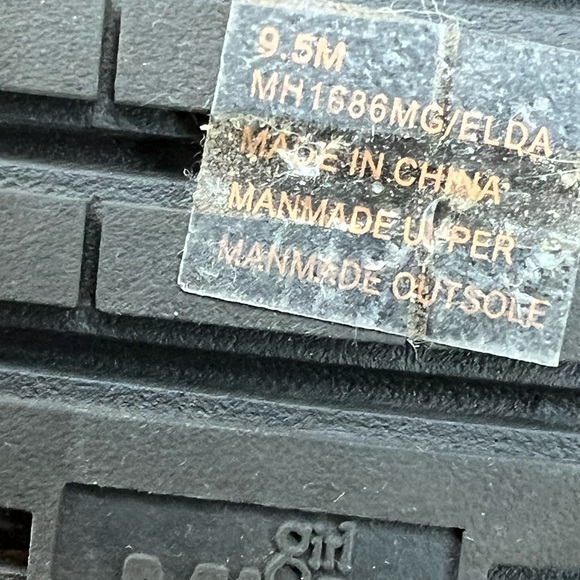 9.5M
MH1686MG/ELDA
MADE IN CHINA
MANMADE UPPER
MANMADE OUTSOLE
girl